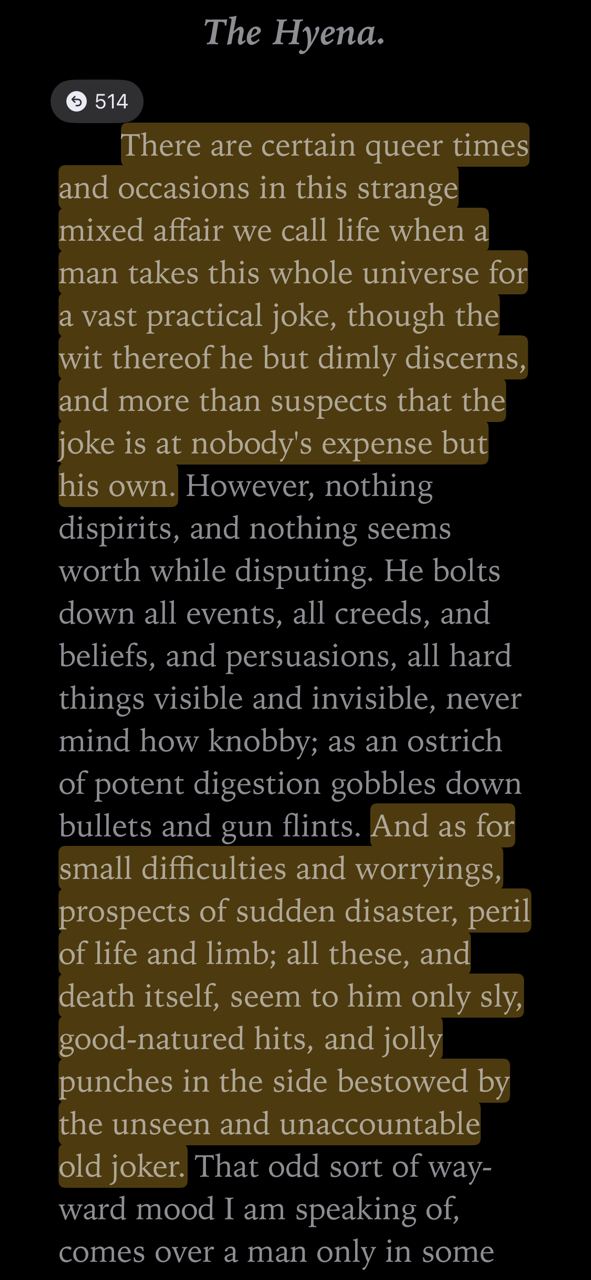 The Hyena.
514
There are certain queer times
and occasions in this strange
mixed affair we call life when a
man takes this whole universe for
a vast practical joke, though the
wit thereof he but dimly discerns,
and more than suspects that the
joke is at nobody's expense but
his own. However, nothing
dispirits, and nothing seems
worth while disputing. He bolts
down all events, all creeds, and
beliefs, and persuasions, all hard
things visible and invisible, never
mind how knobby; as an ostrich
of potent digestion gobbles down
bullets and gun flints. And as for
small difficulties and worryings,
prospects of sudden disaster, peril
of life and limb; all these, and
death itself, seem to him only sly,
good-natured hits, and jolly
punches in the side bestowed by
the unseen and unaccountable
old joker. That odd sort of way-
ward mood I am speaking of,
comes over a man only in some